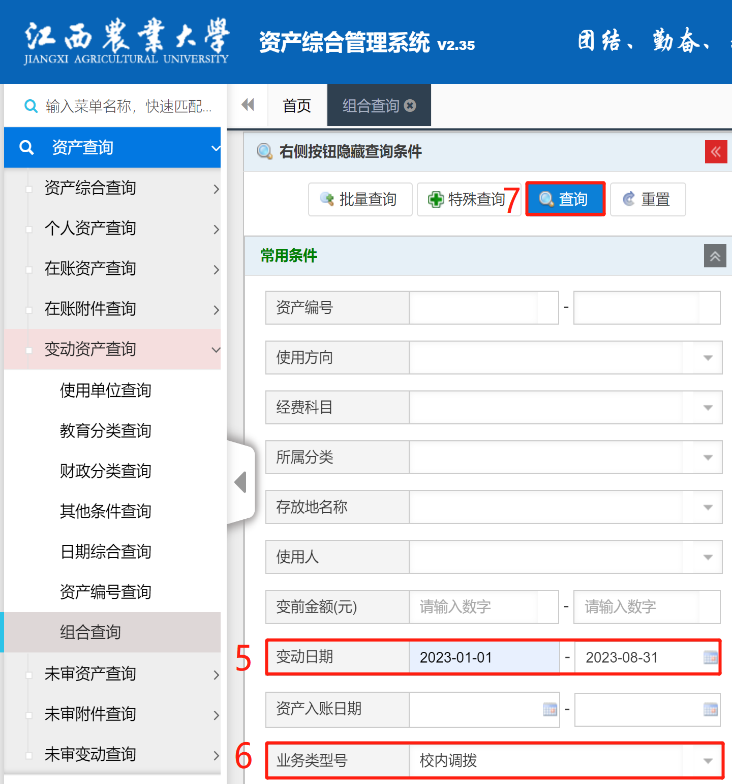 江西农業大学
JIANGXI AGRICULTURAL UNIVERSITY
资产综合管理系统 V2.35
团结、勤奋、
输入菜单名称，快速匹配...
首页
组合查询
资产查询
资产综合查询
个人资产查询
在账资产查询
在账附件查询
变动资产查询
使用单位查询
教育分类查询
财政分类查询
其他条件查询
日期综合查询
资产编号查询
组合查询
未审资产查询
未审附件查询
未审变动查询
右侧按钮隐藏查询条件
批量查询
特殊查询
7
查询
重置
常用条件
资产编号 -
使用方向
经费科目
所属分类
存放地名称
使用人
变前金额(元) 请输入数字 - 请输入数字
5 变动日期 2023-01-01 - 2023-08-31
资产入账日期 -
6 业务类型号 校内调拨